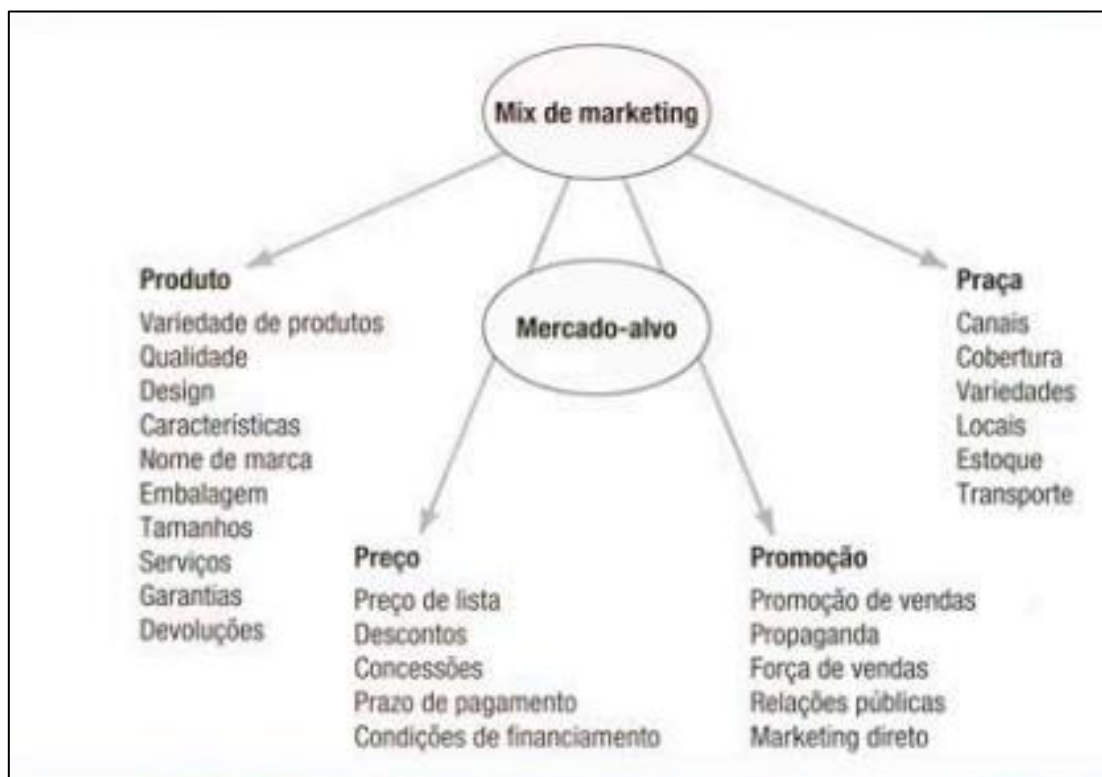 Mix de marketing
Mercado-alvo
Produto
Variedade de produtos
Qualidade
Design
Características
Nome de marca
Embalagem
Tamanhos
Serviços
Garantias
Devoluções
Preço
Preço de lista
Descontos
Concessões
Prazo de pagamento
Condições de financiamento
Promoção
Promoção de vendas
Propaganda
Força de vendas
Relações públicas
Marketing direto
Praça
Canais
Cobertura
Variedades
Locais
Estoque
Transporte